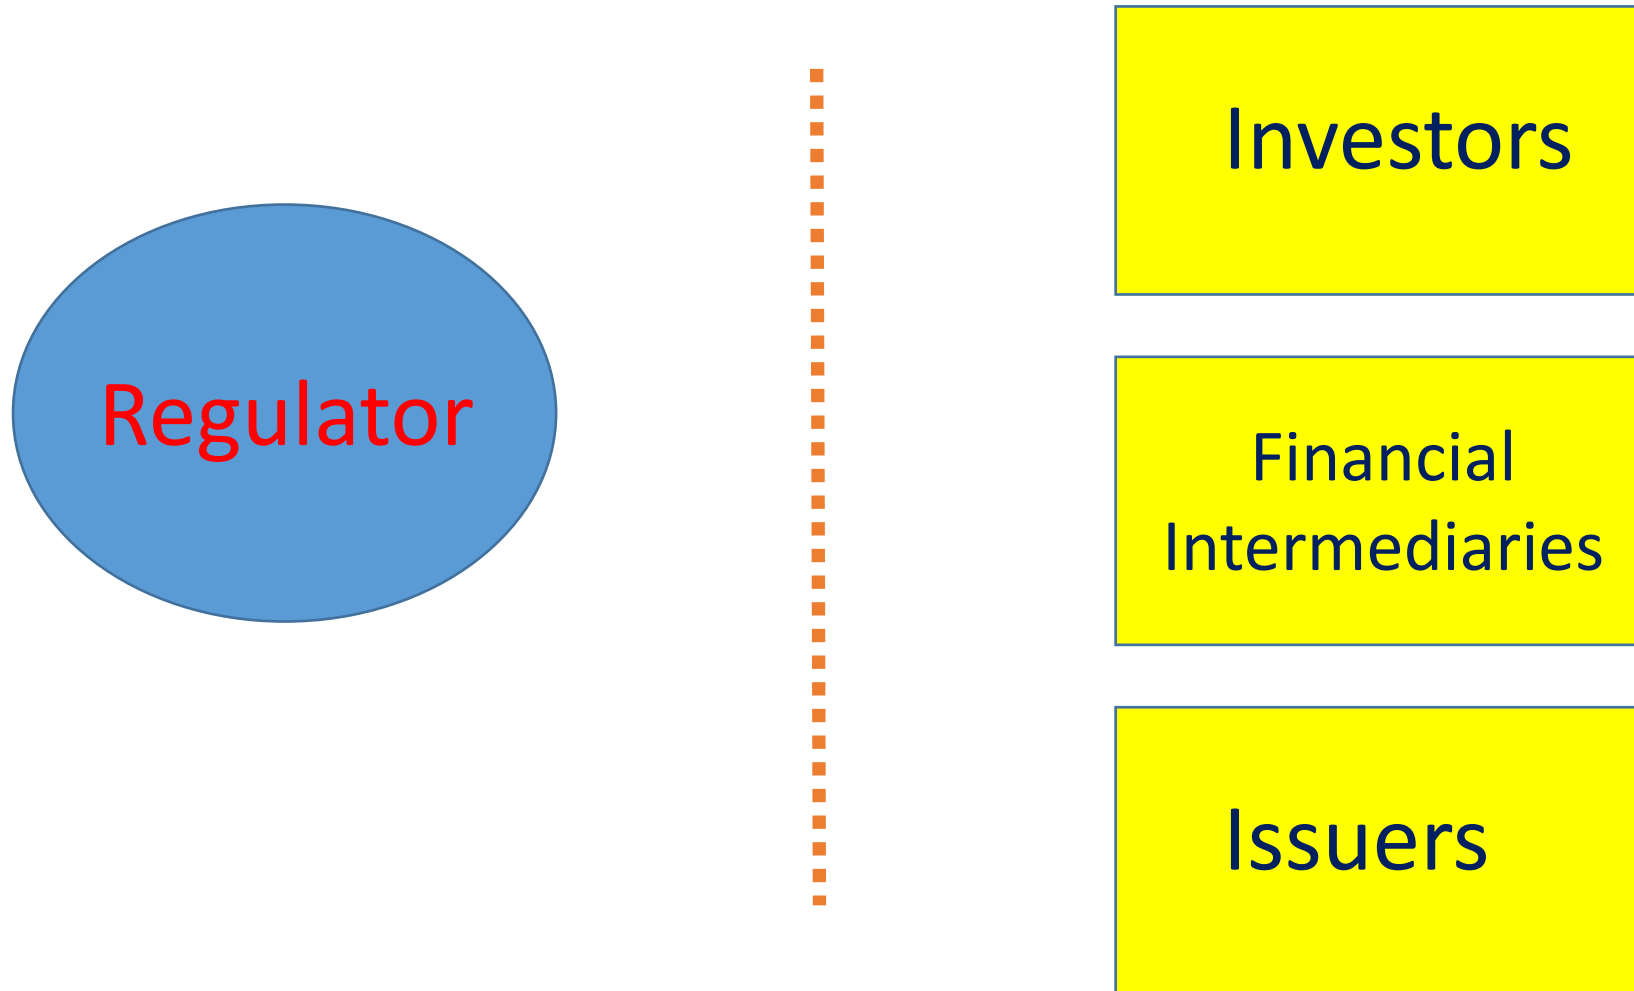 Regulator
Investors
Financial
Intermediaries
Issuers